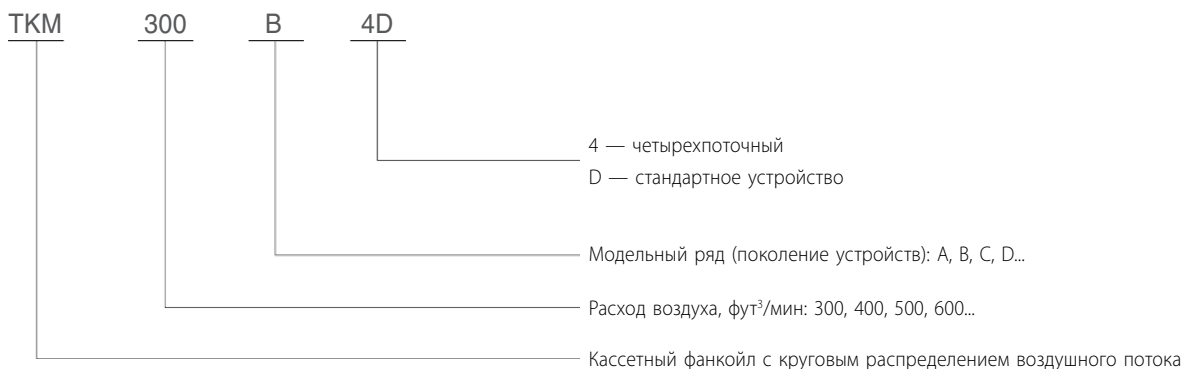 TKM 300 B 4D
4 — четырехпоточный
D — стандартное устройство
Модельный ряд (поколение устройств): A, B, C, D...
Расход воздуха, фут³/мин: 300, 400, 500, 600...
Кассетный фанкойл с круговым распределением воздушного потока